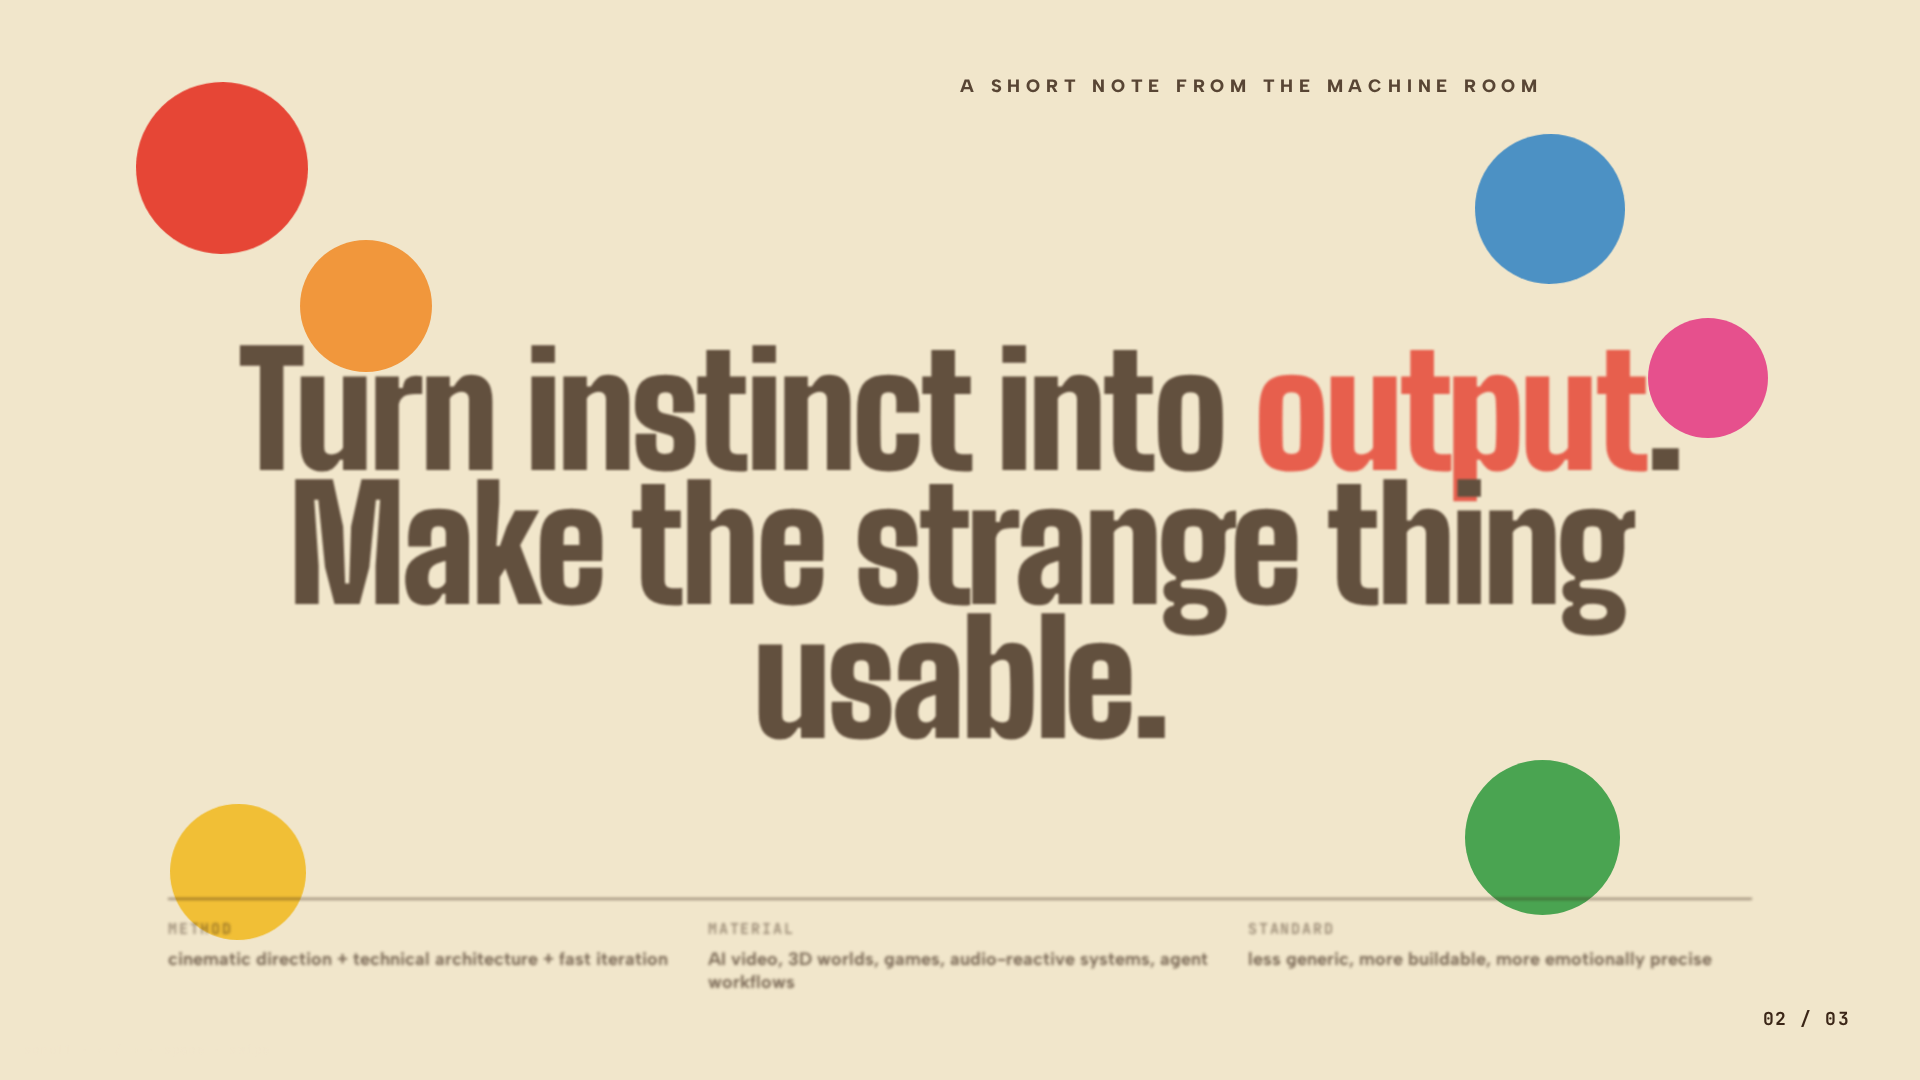 A SHORT NOTE FROM THE MACHINE ROOM
Turn instinct into output.
Make the strange thing
usable.
METHOD
cinematic direction + technical architecture + fast iteration
MATERIAL
AI video, 3D worlds, games, audio-reactive systems, agent
workflows
STANDARD
less generic, more buildable, more emotionally precise
02 / 03